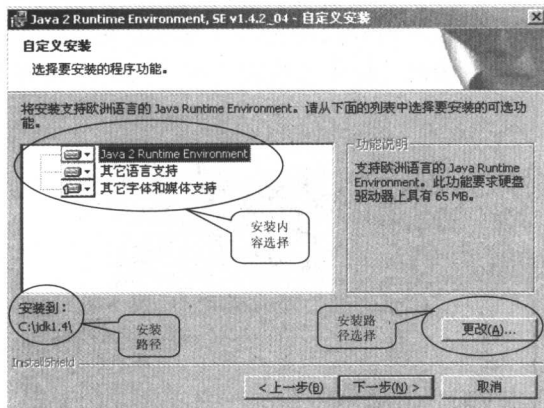 Java 2 Runtime Environment, SE v1.4.2_04 - 自定义安装
自定义安装
选择要安装的程序功能。
将安装支持欧洲语言的 Java Runtime Environment。请从下面的列表中选择要安装的可选功
能。
Java 2 Runtime Environment
其它语言支持
其它字体和媒体支持
功能说明
支持欧洲语言的 Java Runtime
Environment。此功能要求硬盘
驱动器上具有 65 MB。
安装内
容选择
安装到：
C:\jdk1.4\
安装
路径
安装路
径选择
更改(A)...
InstallShield
< 上一步(B)
下一步(N) >
取消